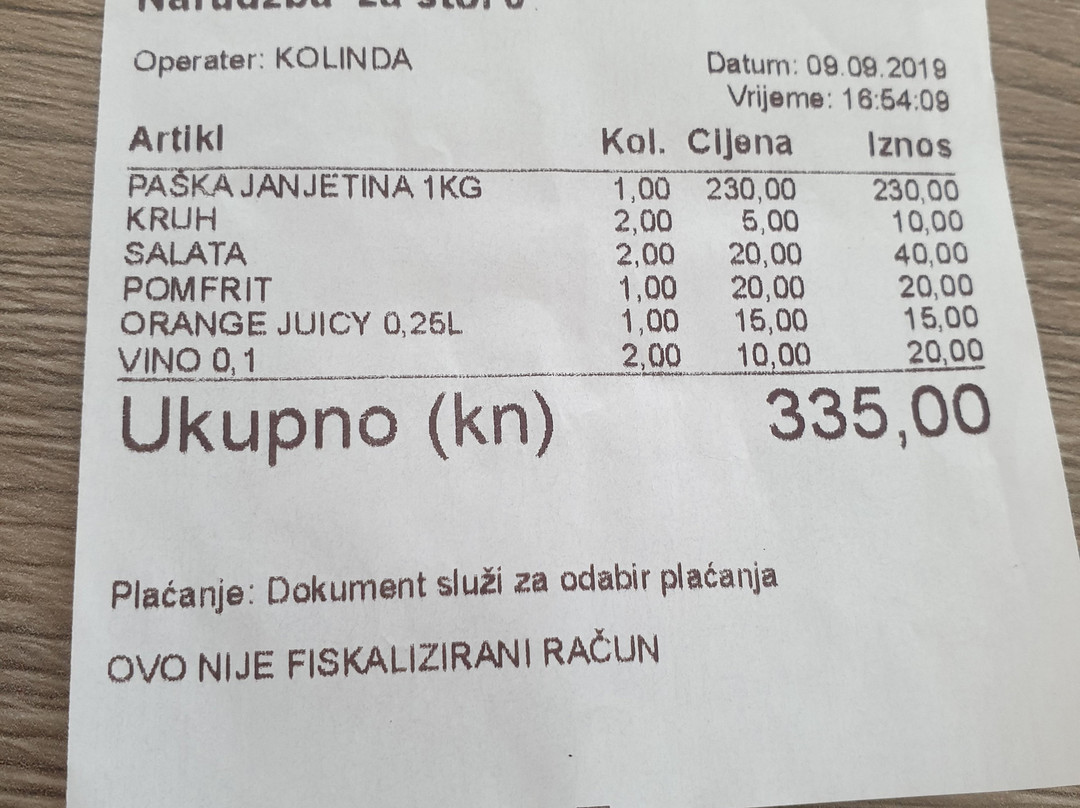 Narudžba za stol
Operater: KOLINDA
Datum: 09.09.2019
Vrijeme: 16:54:09
Artikl Kol. Cijena Iznos
PAŠKA JANJETINA 1KG 1,00 230,00 230,00
KRUH 2,00 5,00 10,00
SALATA 2,00 20,00 40,00
POMFRIT 1,00 20,00 20,00
ORANGE JUICY 0,25L 1,00 15,00 15,00
VINO 0,1 2,00 10,00 20,00
Ukupno (kn) 335,00
Plaćanje: Dokument služi za odabir plaćanja
OVO NIJE FISKALIZIRANI RAČUN